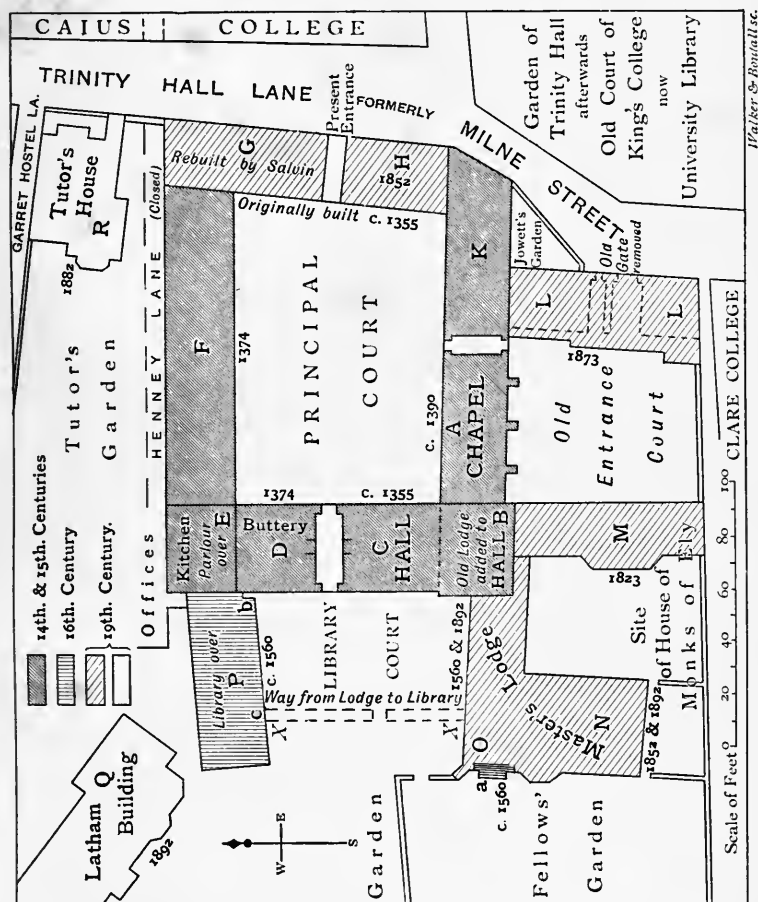 CAIUS COLLEGE
TRINITY HALL LANE FORMERLY MILNE STREET
GARRET HOSTEL LA.
Present
Entrance
Garden of
Trinity Hall
afterwards
Old Court of
King's College
now
University Library
Walker & Boutall sc.
Tutor's
House
R
1882
Tutor's
Garden
HENNEY LANE (Closed)
Offices
14th. & 15th. Centuries
16th. Century
19th. Century.
G
Rebuilt by Salvin
H
1852
Originally built c. 1355
F
1374
PRINCIPAL
COURT
K
Jowett's
Garden
Old
Gate
removed
L
L
1873
c. 1390
A
CHAPEL
Old
Entrance
Court
CLARE COLLEGE
1374
c. 1355
Kitchen
Parlour
over E
Buttery
D
C
HALL
Old Lodge
added to
HALL B
M
1823
Library over
P
b
c
c. 1560
LIBRARY
COURT
Way from Lodge to Library
X
X
1560 & 1892
Master's Lodge
N
O
a
c. 1560
1852 & 1892
Site
of House of
Monks of Ely
Latham
Q
Building
1892
E
W
S
Garden
Fellows'
Garden
Scale of Feet 0 20 40 60 80 100